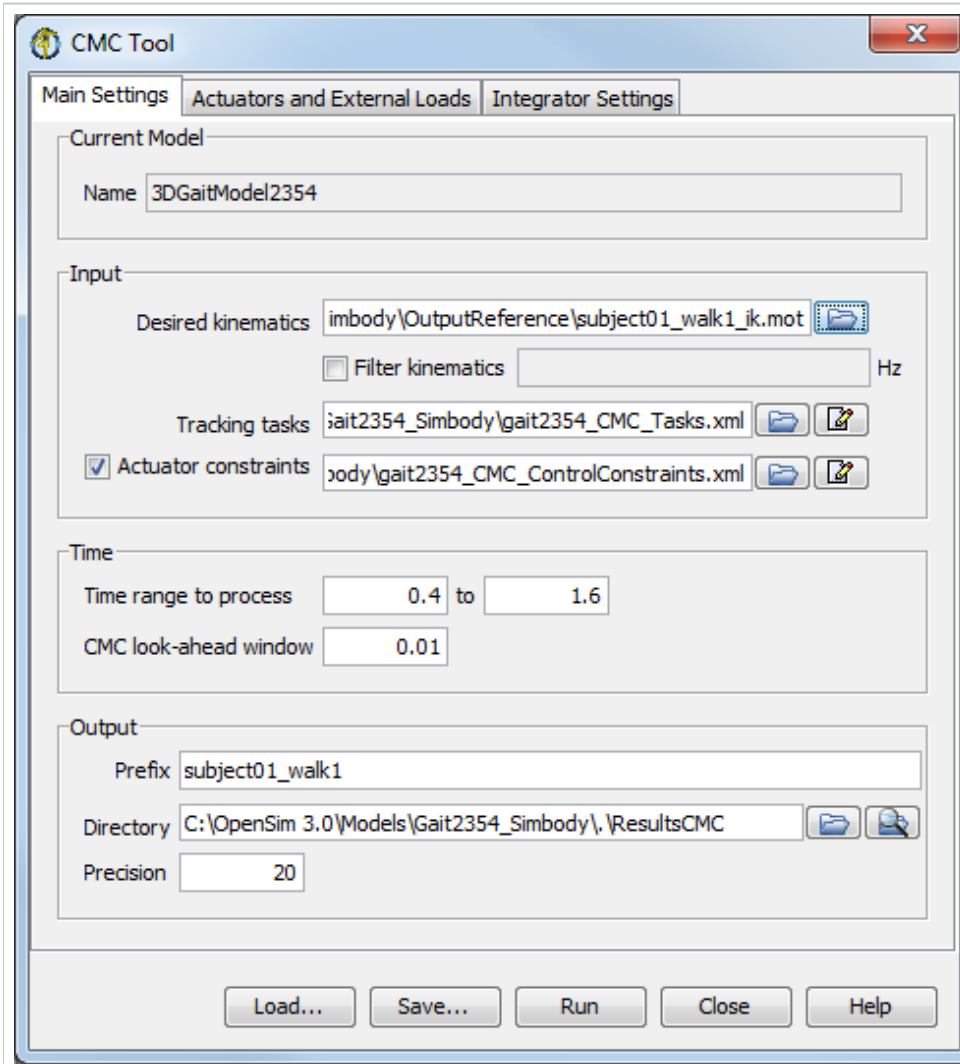 CMC Tool
Main Settings Actuators and External Loads Integrator Settings
Current Model
Name 3DGaitModel2354
Input
Desired kinematics imbody\OutputReference\subject01_walk1_ik.mot
Filter kinematics Hz
Tracking tasks Gait2354_Simbody\gait2354_CMC_Tasks.xml
Actuator constraints body\gait2354_CMC_ControlConstraints.xml
Time
Time range to process 0.4 to 1.6
CMC look-ahead window 0.01
Output
Prefix subject01_walk1
Directory C:\OpenSim 3.0\Models\Gait2354_Simbody\.\ResultsCMC
Precision 20
Load... Save... Run Close Help